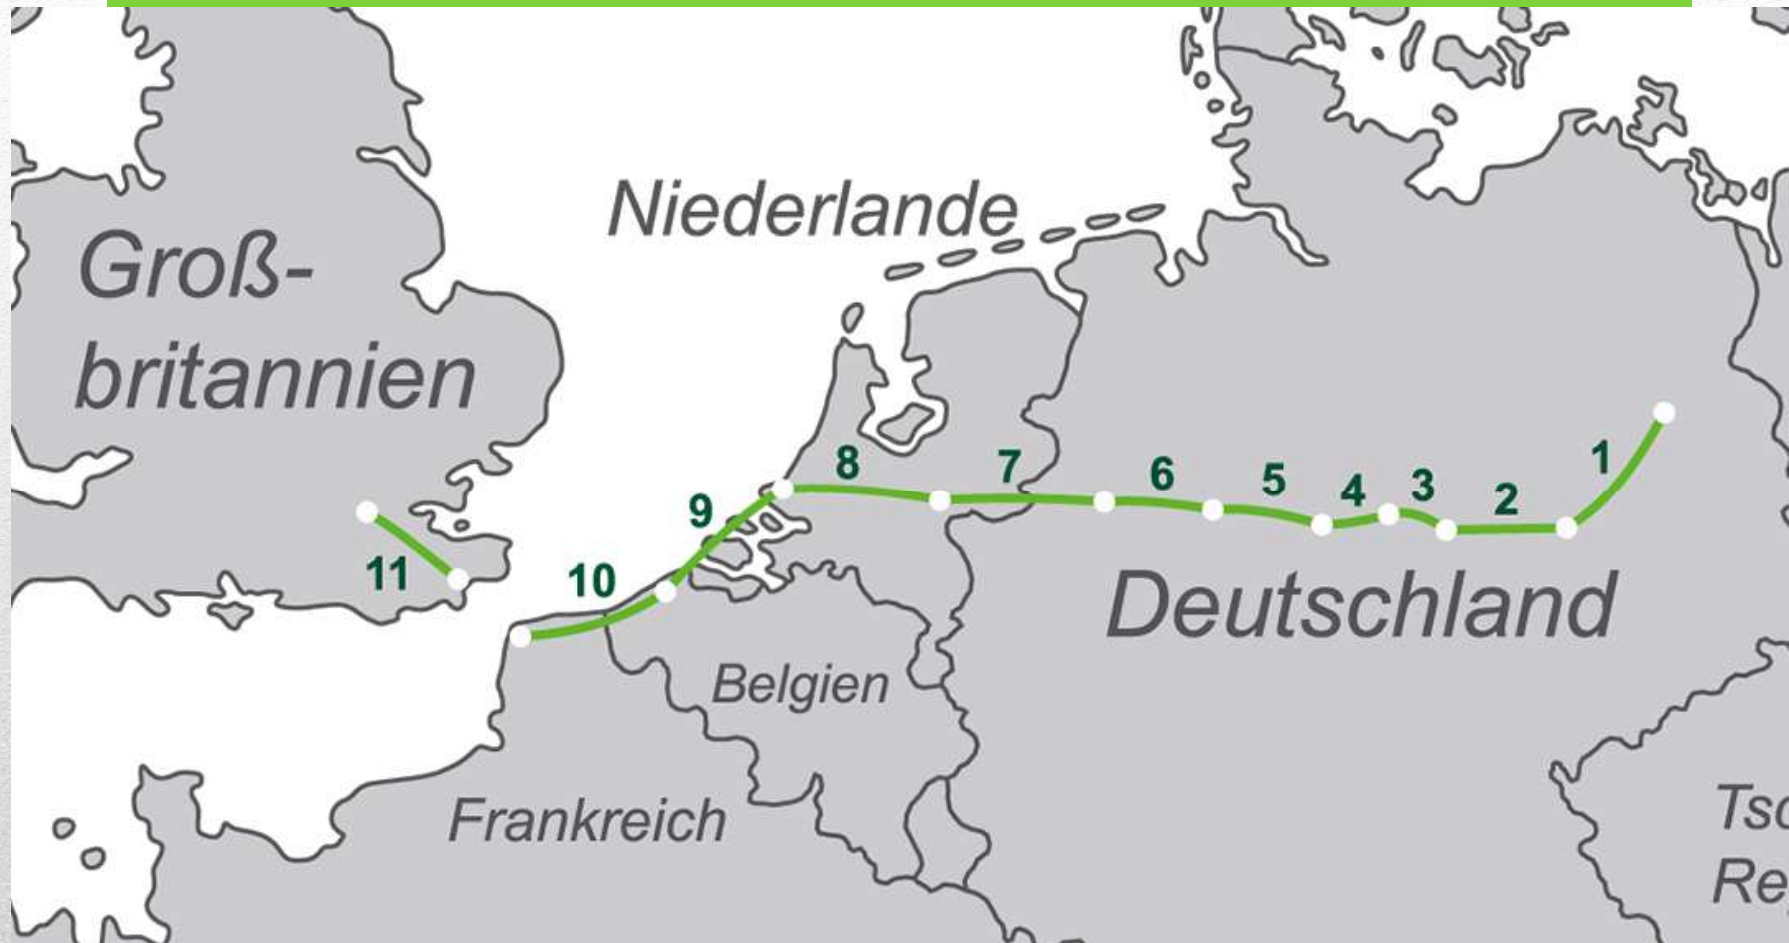 Niederlande
Groß-
britannien
1
2
3
4
5
6
7
8
9
10
11
Deutschland
Belgien
Frankreich